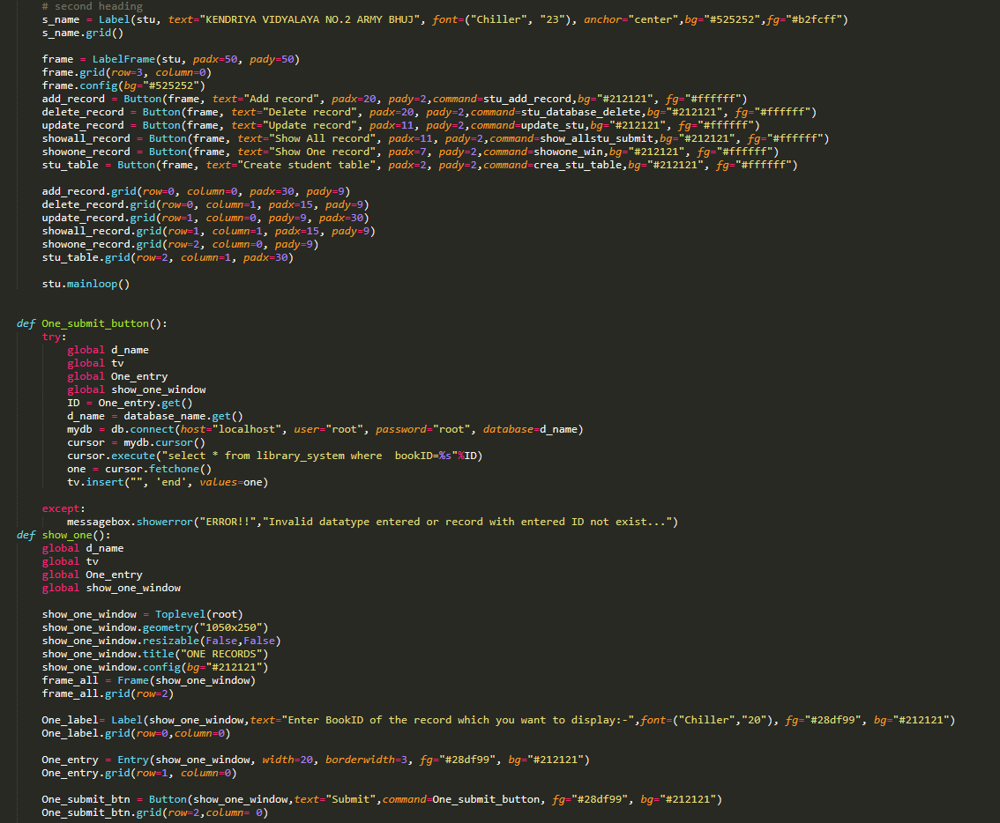 # second heading
s_name = Label(stu, text="KENDRIYA VIDYALAYA NO.2 ARMY BHUJ", font=("Chiller", "23"), anchor="center",bg="#525252",fg="#b2fcff")
s_name.grid()
frame = LabelFrame(stu, padx=50, pady=50)
frame.grid(row=3, column=0)
frame.config(bg="#525252")
add_record = Button(frame, text="Add record", padx=20, pady=2,command=stu_add_record,bg="#212121", fg="#ffffff")
delete_record = Button(frame, text="Delete record", padx=20, pady=2,command=stu_database_delete,bg="#212121", fg="#ffffff")
update_record = Button(frame, text="Update record", padx=11, pady=2,command=update_stu,bg="#212121", fg="#ffffff")
showall_record = Button(frame, text="Show All record", padx=11, pady=2,command=show_allstu_submit,bg="#212121", fg="#ffffff")
showone_record = Button(frame, text="Show One record", padx=7, pady=2,command=showone_win,bg="#212121", fg="#ffffff")
stu_table = Button(frame, text="Create student table", padx=2, pady=2,command=crea_stu_table,bg="#212121", fg="#ffffff")
add_record.grid(row=0, column=0, padx=30, pady=9)
delete_record.grid(row=0, column=1, padx=15, pady=9)
update_record.grid(row=1, column=0, pady=9, padx=30)
showall_record.grid(row=1, column=1, padx=15, pady=9)
showone_record.grid(row=2, column=0, pady=9)
stu_table.grid(row=2, column=1, padx=30)
stu.mainloop()
def One_submit_button():
try:
global d_name
global tv
global One_entry
global show_one_window
ID = One_entry.get()
d_name = database_name.get()
mydb = db.connect(host="localhost", user="root", password="root", database=d_name)
cursor = mydb.cursor()
cursor.execute("select * from library_system where  bookID=%s"%ID)
one = cursor.fetchone()
tv.insert("", 'end', values=one)
except:
messagebox.showerror("ERROR!!","Invalid datatype entered or record with entered ID not exist...")
def show_one():
global d_name
global tv
global One_entry
global show_one_window
show_one_window = Toplevel(root)
show_one_window.geometry("1050x250")
show_one_window.resizable(False,False)
show_one_window.title("ONE RECORDS")
show_one_window.config(bg="#212121")
frame_all = Frame(show_one_window)
frame_all.grid(row=2)
One_label= Label(show_one_window,text="Enter BookID of the record which you want to display:-",font=("Chiller","20"), fg="#28df99", bg="#212121")
One_label.grid(row=0,column=0)
One_entry = Entry(show_one_window, width=20, borderwidth=3, fg="#28df99", bg="#212121")
One_entry.grid(row=1, column=0)
One_submit_btn = Button(show_one_window,text="Submit",command=One_submit_button, fg="#28df99", bg="#212121")
One_submit_btn.grid(row=2,column= 0)